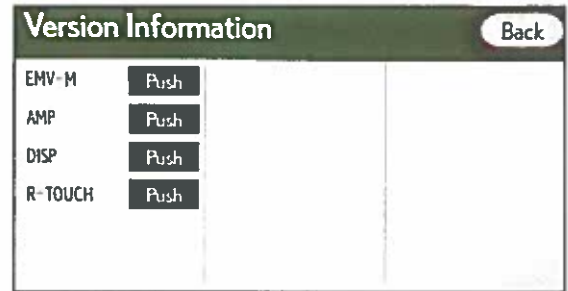 Version Information Back
EMV-M Push
AMP Push
DISP Push
R-TOUCH Push